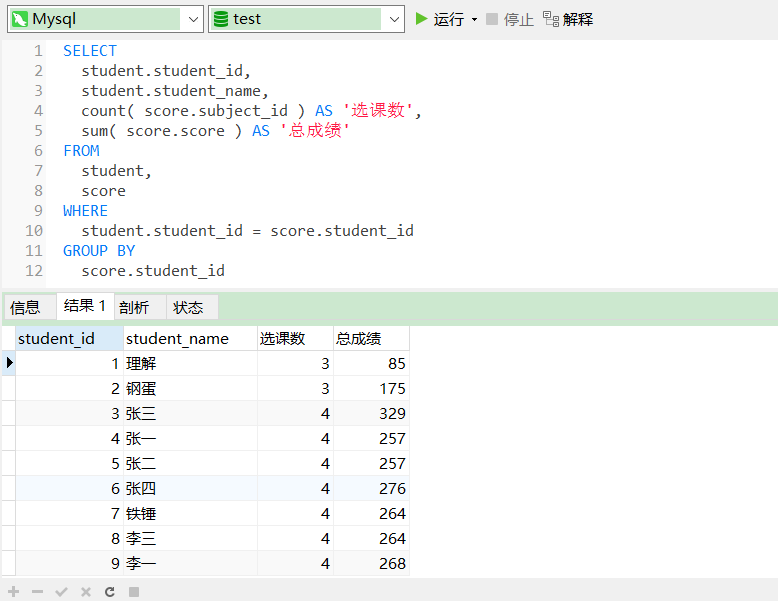 Mysql test 运行 停止 解释
1 SELECT
2 student.student_id,
3 student.student_name,
4 count( score.subject_id ) AS '选课数',
5 sum( score.score ) AS '总成绩'
6 FROM
7 student,
8 score
9 WHERE
10 student.student_id = score.student_id
11 GROUP BY
12 score.student_id
信息 结果 1 剖析 状态
student_id student_name 选课数 总成绩
1 理解 3 85
2 钢蛋 3 175
3 张三 4 329
4 张一 4 257
5 张二 4 257
6 张四 4 276
7 铁锤 4 264
8 李三 4 264
9 李一 4 268